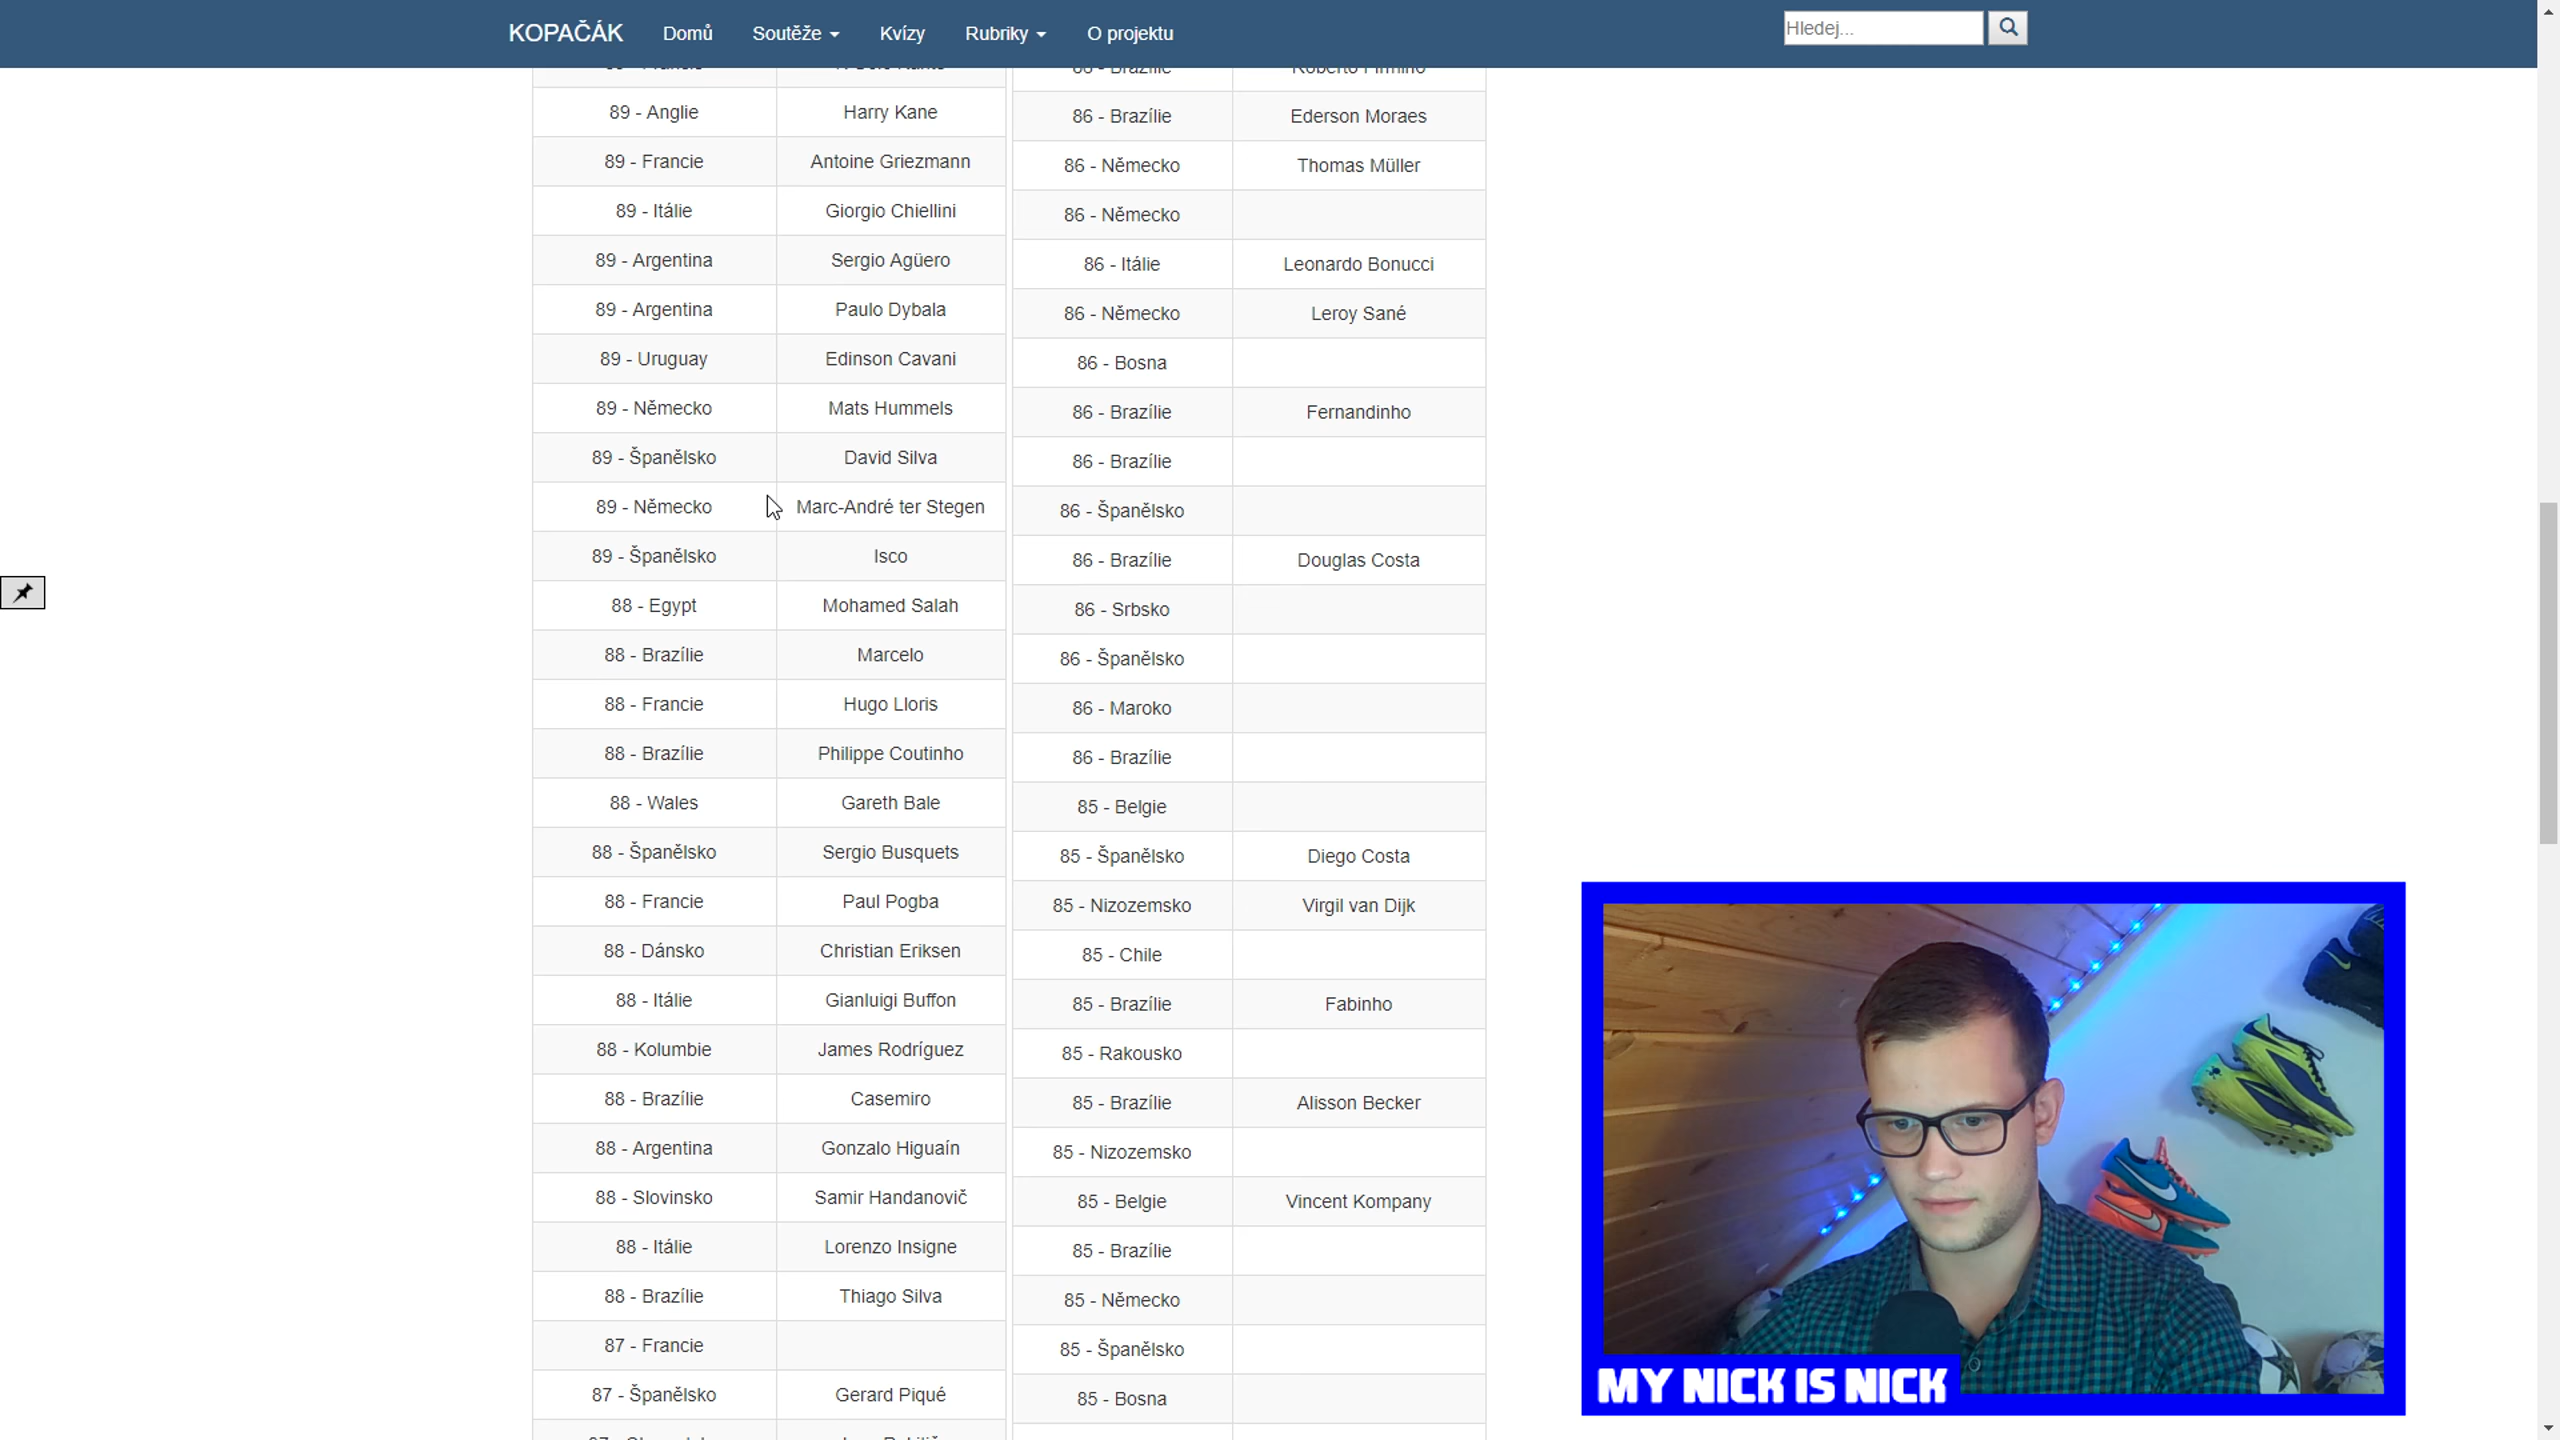 KOPAČÁK Domů Soutěže Kvízy Rubriky O projektu Hledej...
89 - Anglie Harry Kane
89 - Francie Antoine Griezmann
89 - Itálie Giorgio Chiellini
89 - Argentina Sergio Agüero
89 - Argentina Paulo Dybala
89 - Uruguay Edinson Cavani
89 - Německo Mats Hummels
89 - Španělsko David Silva
89 - Německo Marc-André ter Stegen
89 - Španělsko Isco
88 - Egypt Mohamed Salah
88 - Brazílie Marcelo
88 - Francie Hugo Lloris
88 - Brazílie Philippe Coutinho
88 - Wales Gareth Bale
88 - Španělsko Sergio Busquets
88 - Francie Paul Pogba
88 - Dánsko Christian Eriksen
88 - Itálie Gianluigi Buffon
88 - Kolumbie James Rodríguez
88 - Brazílie Casemiro
88 - Argentina Gonzalo Higuaín
88 - Slovinsko Samir Handanovič
88 - Itálie Lorenzo Insigne
88 - Brazílie Thiago Silva
87 - Francie
87 - Španělsko Gerard Piqué
86 - Brazílie Roberto Firmino
86 - Brazílie Ederson Moraes
86 - Německo Thomas Müller
86 - Německo
86 - Itálie Leonardo Bonucci
86 - Německo Leroy Sané
86 - Bosna
86 - Brazílie Fernandinho
86 - Brazílie
86 - Španělsko
86 - Brazílie Douglas Costa
86 - Srbsko
86 - Španělsko
86 - Maroko
86 - Brazílie
85 - Belgie
85 - Španělsko Diego Costa
85 - Nizozemsko Virgil van Dijk
85 - Chile
85 - Brazílie Fabinho
85 - Rakousko
85 - Brazílie Alisson Becker
85 - Nizozemsko
85 - Belgie Vincent Kompany
85 - Brazílie
85 - Německo
85 - Španělsko
85 - Bosna
MY NICK IS NICK